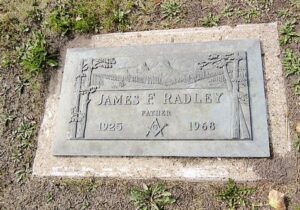 JAMES F. RADLEY
FATHER
1925 1968